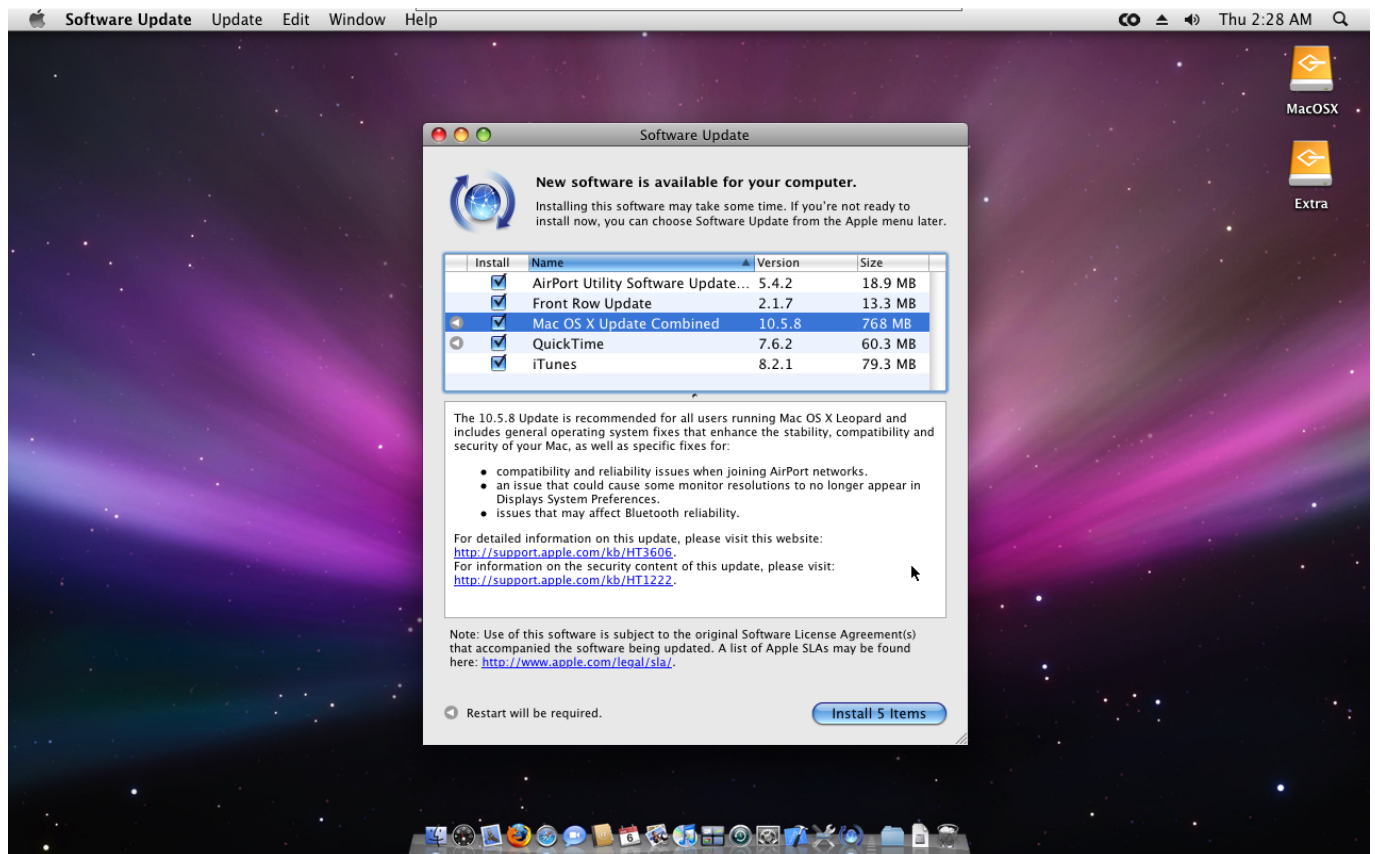 Software Update Update Edit Window Help CO Thu 2:28 AM
MacOSX
Extra
Software Update
New software is available for your computer.
Installing this software may take some time. If you're not ready to
install now, you can choose Software Update from the Apple menu later.
Install Name Version Size
AirPort Utility Software Update... 5.4.2 18.9 MB
Front Row Update 2.1.7 13.3 MB
Mac OS X Update Combined 10.5.8 768 MB
QuickTime 7.6.2 60.3 MB
iTunes 8.2.1 79.3 MB
The 10.5.8 Update is recommended for all users running Mac OS X Leopard and
includes general operating system fixes that enhance the stability, compatibility and
security of your Mac, as well as specific fixes for:
• compatibility and reliability issues when joining AirPort networks.
• an issue that could cause some monitor resolutions to no longer appear in
Displays System Preferences.
• issues that may affect Bluetooth reliability.
For detailed information on this update, please visit this website:
http://support.apple.com/kb/HT3606.
For information on the security content of this update, please visit:
http://support.apple.com/kb/HT1222.
Note: Use of this software is subject to the original Software License Agreement(s)
that accompanied the software being updated. A list of Apple SLAs may be found
here: http://www.apple.com/legal/sla/.
Restart will be required. Install 5 Items
6